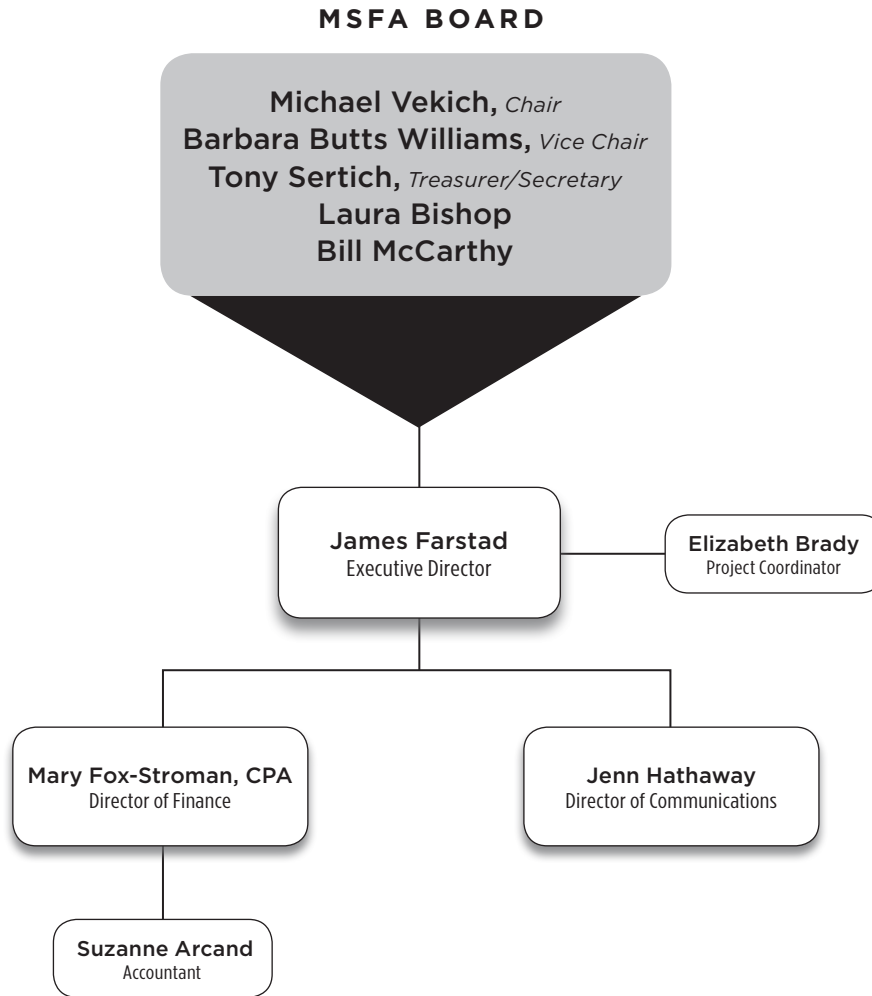 MSFA BOARD
Michael Vekich, Chair
Barbara Butts Williams, Vice Chair
Tony Sertich, Treasurer/Secretary
Laura Bishop
Bill McCarthy
James Farstad
Executive Director
Elizabeth Brady
Project Coordinator
Mary Fox-Stroman, CPA
Director of Finance
Jenn Hathaway
Director of Communications
Suzanne Arcand
Accountant